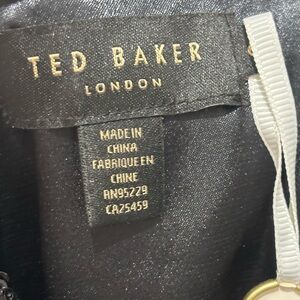 TED BAKER
LONDON
MADE IN
CHINA
FABRIQUE EN
CHINE
RN95229
CA25459